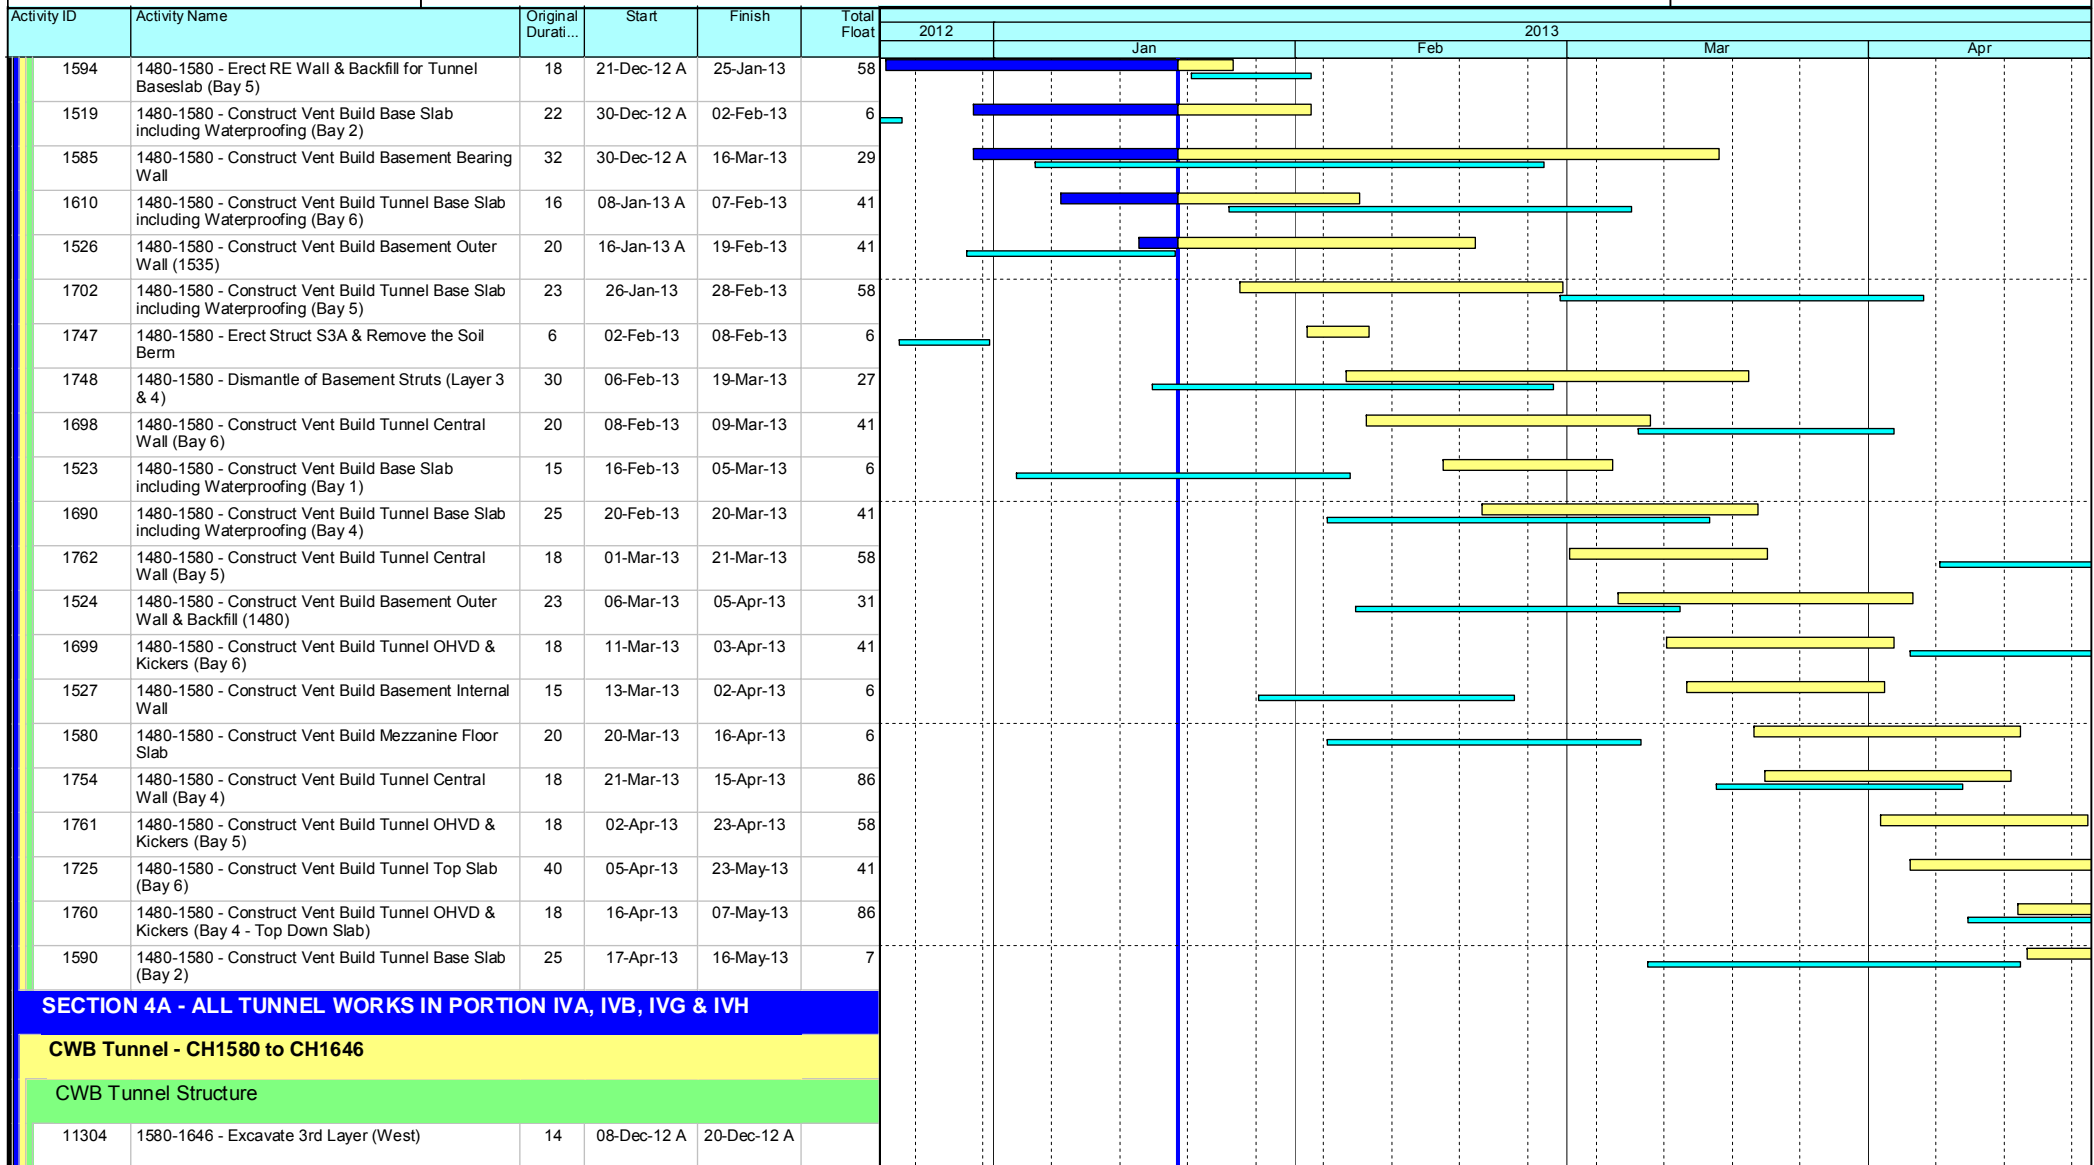 Activity ID Activity Name Original Start Finish Total
Durati... Float
2012 2013
Jan Feb Mar Apr
1594 1480-1580 - Erect RE Wall & Backfill for Tunnel 18 21-Dec-12 A 25-Jan-13 58
Baseslab (Bay 5)
1519 1480-1580 - Construct Vent Build Base Slab 22 30-Dec-12 A 02-Feb-13 6
including Waterproofing (Bay 2)
1585 1480-1580 - Construct Vent Build Basement Bearing 32 30-Dec-12 A 16-Mar-13 29
Wall
1610 1480-1580 - Construct Vent Build Tunnel Base Slab 16 08-Jan-13 A 07-Feb-13 41
including Waterproofing (Bay 6)
1526 1480-1580 - Construct Vent Build Basement Outer 20 16-Jan-13 A 19-Feb-13 41
Wall (1535)
1702 1480-1580 - Construct Vent Build Tunnel Base Slab 23 26-Jan-13 28-Feb-13 58
including Waterproofing (Bay 5)
1747 1480-1580 - Erect Struct S3A & Remove the Soil 6 02-Feb-13 08-Feb-13 6
Berm
1748 1480-1580 - Dismantle of Basement Struts (Layer 3 30 06-Feb-13 19-Mar-13 27
& 4)
1698 1480-1580 - Construct Vent Build Tunnel Central 20 08-Feb-13 09-Mar-13 41
Wall (Bay 6)
1523 1480-1580 - Construct Vent Build Base Slab 15 16-Feb-13 05-Mar-13 6
including Waterproofing (Bay 1)
1690 1480-1580 - Construct Vent Build Tunnel Base Slab 25 20-Feb-13 20-Mar-13 41
including Waterproofing (Bay 4)
1762 1480-1580 - Construct Vent Build Tunnel Central 18 01-Mar-13 21-Mar-13 58
Wall (Bay 5)
1524 1480-1580 - Construct Vent Build Basement Outer 23 06-Mar-13 05-Apr-13 31
Wall & Backfill (1480)
1699 1480-1580 - Construct Vent Build Tunnel OHVD & 18 11-Mar-13 03-Apr-13 41
Kickers (Bay 6)
1527 1480-1580 - Construct Vent Build Basement Internal 15 13-Mar-13 02-Apr-13 6
Wall
1580 1480-1580 - Construct Vent Build Mezzanine Floor 20 20-Mar-13 16-Apr-13 6
Slab
1754 1480-1580 - Construct Vent Build Tunnel Central 18 21-Mar-13 15-Apr-13 86
Wall (Bay 4)
1761 1480-1580 - Construct Vent Build Tunnel OHVD & 18 02-Apr-13 23-Apr-13 58
Kickers (Bay 5)
1725 1480-1580 - Construct Vent Build Tunnel Top Slab 40 05-Apr-13 23-May-13 41
(Bay 6)
1760 1480-1580 - Construct Vent Build Tunnel OHVD & 18 16-Apr-13 07-May-13 86
Kickers (Bay 4 - Top Down Slab)
1590 1480-1580 - Construct Vent Build Tunnel Base Slab 25 17-Apr-13 16-May-13 7
(Bay 2)
SECTION 4A - ALL TUNNEL WORKS IN PORTION IVA, IVB, IVG & IVH
CWB Tunnel - CH1580 to CH1646
CWB Tunnel Structure
11304 1580-1646 - Excavate 3rd Layer (West) 14 08-Dec-12 A 20-Dec-12 A